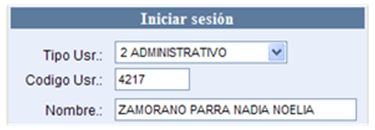 Iniciar sesión
Tipo Usr.: 2 ADMINISTRATIVO
Codigo Usr.: 4217
Nombre.: ZAMORANO PARRA NADIA NOELIA